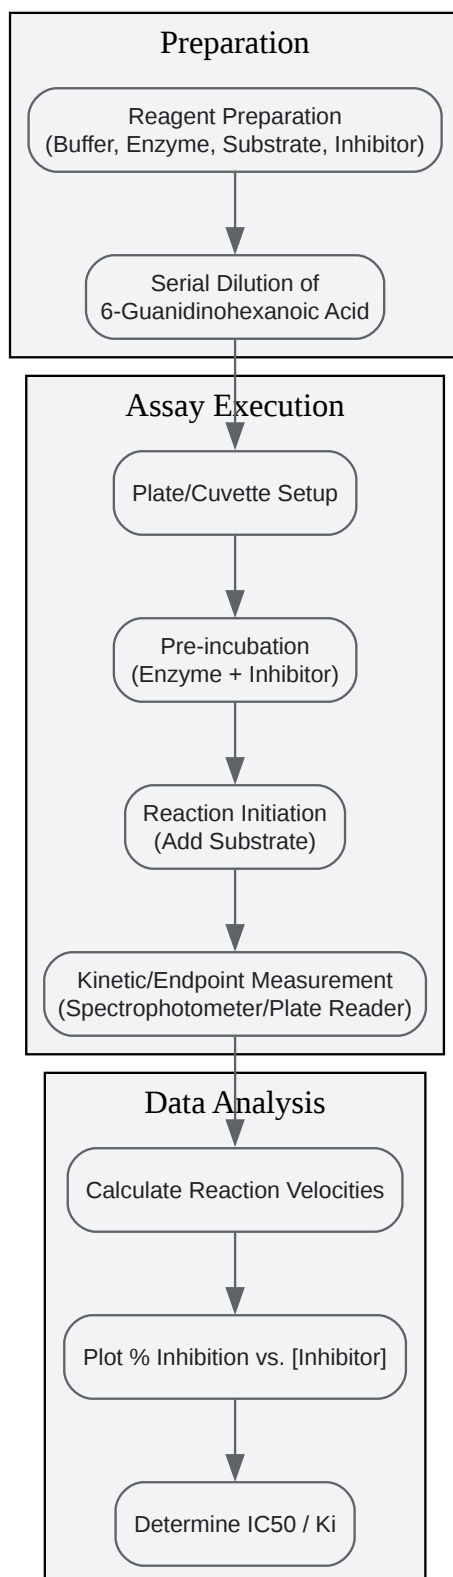 Preparation
Reagent Preparation
(Buffer, Enzyme, Substrate, Inhibitor)
Serial Dilution of
6-Guanidinohexanoic Acid
Assay Execution
Plate/Cuvette Setup
Pre-incubation
(Enzyme + Inhibitor)
Reaction Initiation
(Add Substrate)
Kinetic/Endpoint Measurement
(Spectrophotometer/Plate Reader)
Data Analysis
Calculate Reaction Velocities
Plot % Inhibition vs. [Inhibitor]
Determine IC50 / Ki